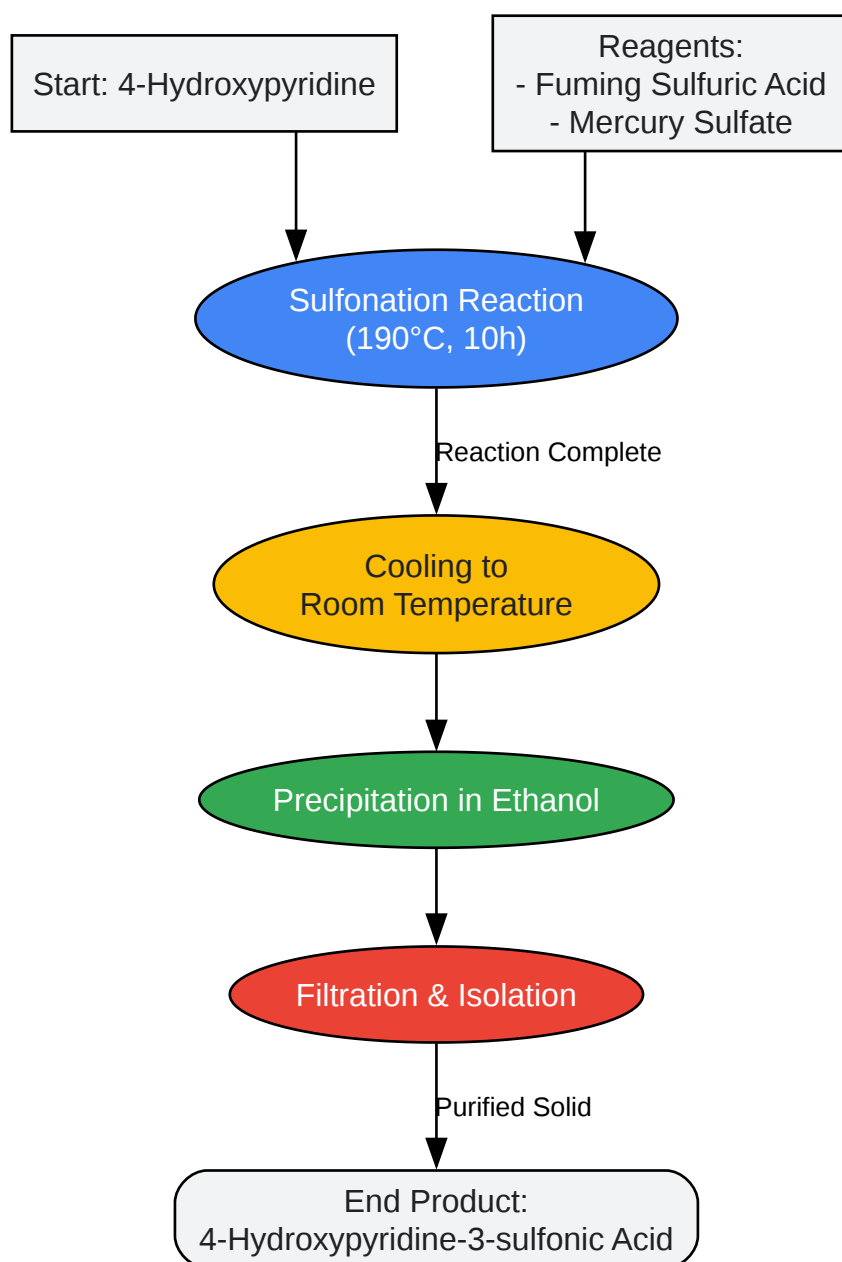 Start: 4-Hydroxypyridine
Reagents:
- Fuming Sulfuric Acid
- Mercury Sulfate
Sulfonation Reaction
(190°C, 10h)
Reaction Complete
Cooling to
Room Temperature
Precipitation in Ethanol
Filtration & Isolation
Purified Solid
End Product:
4-Hydroxypyridine-3-sulfonic Acid